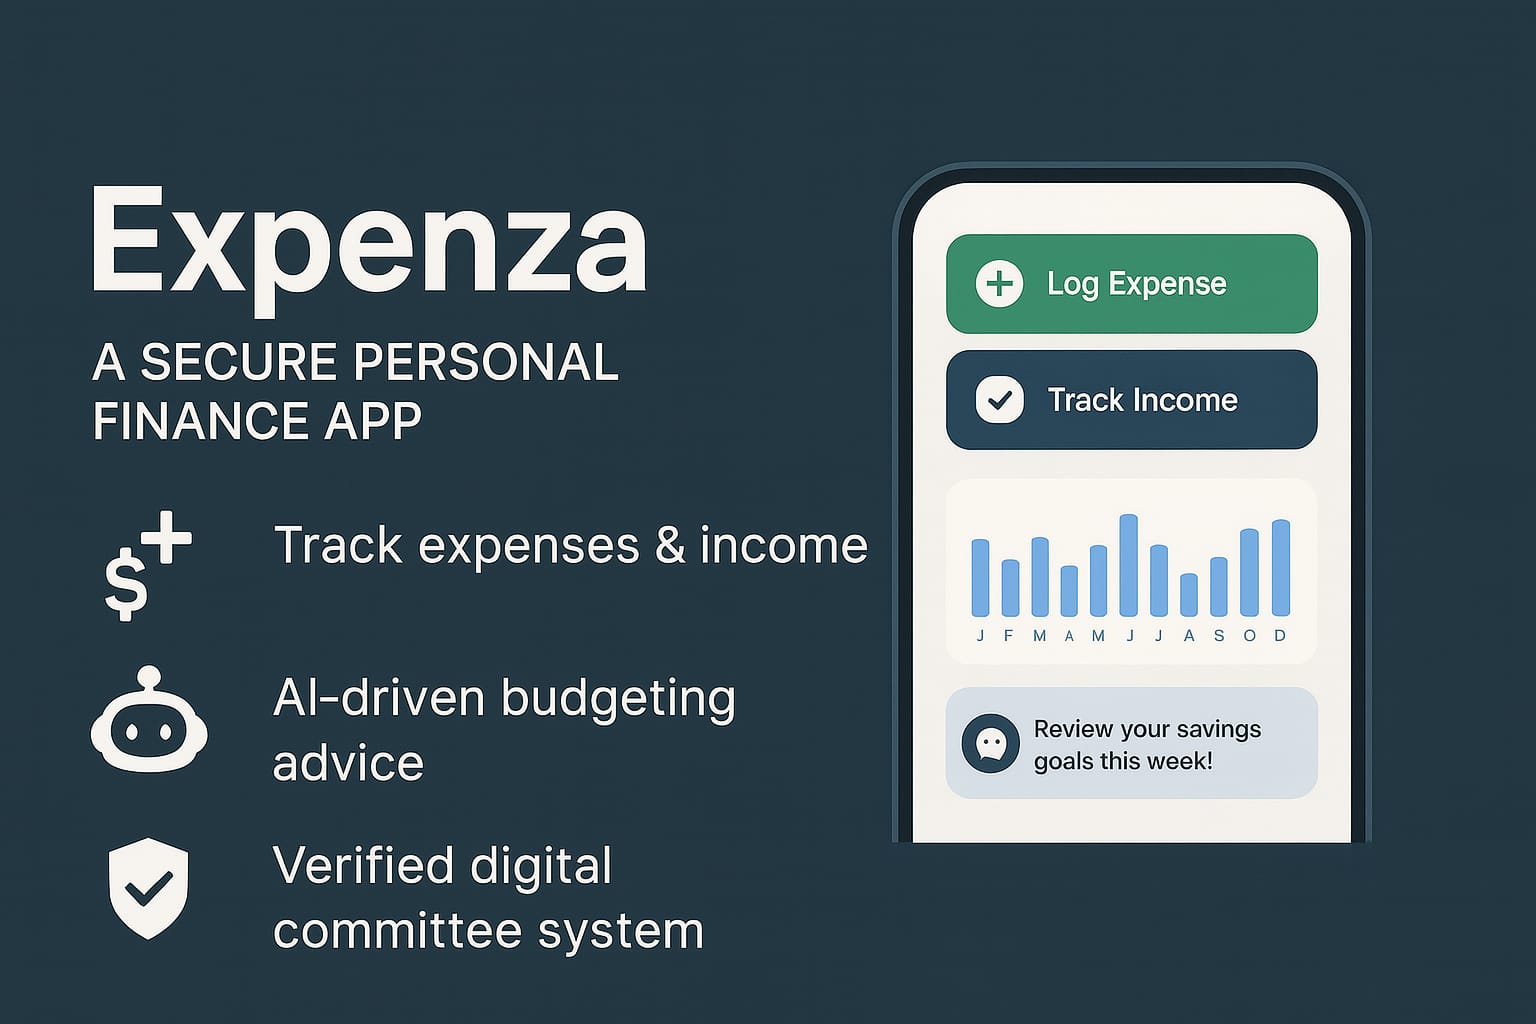 Expenza
A SECURE PERSONAL
FINANCE APP
$
Track expenses & income
AI-driven budgeting
advice
Verified digital
committee system
Log Expense
Track Income
J F M A M J J A S O D
Review your savings
goals this week!